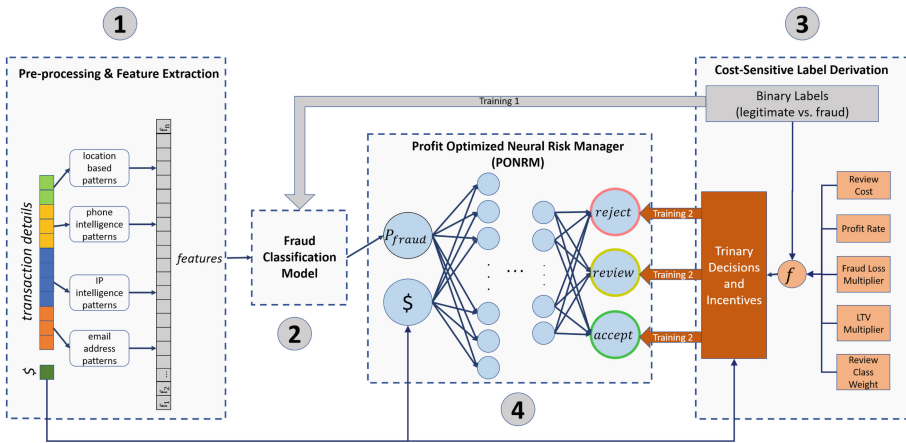 1
3
Pre-processing & Feature Extraction
Cost-Sensitive Label Derivation
Training 1
Binary Labels
(legitimate vs. fraud)
Profit Optimized Neural Risk Manager
(PONRM)
transaction details
$
location
based patterns
phone
intelligence
patterns
IP
intelligence
patterns
email
address
patterns
fn
...
f2
f1
features
Fraud
Classification
Model
2
Pfraud
$
...
reject
review
accept
Training 2
Training 2
Training 2
Trinary
Decisions
and
Incentives
f
Review
Cost
Profit Rate
Fraud Loss
Multiplier
LTV
Multiplier
Review
Class
Weight
4